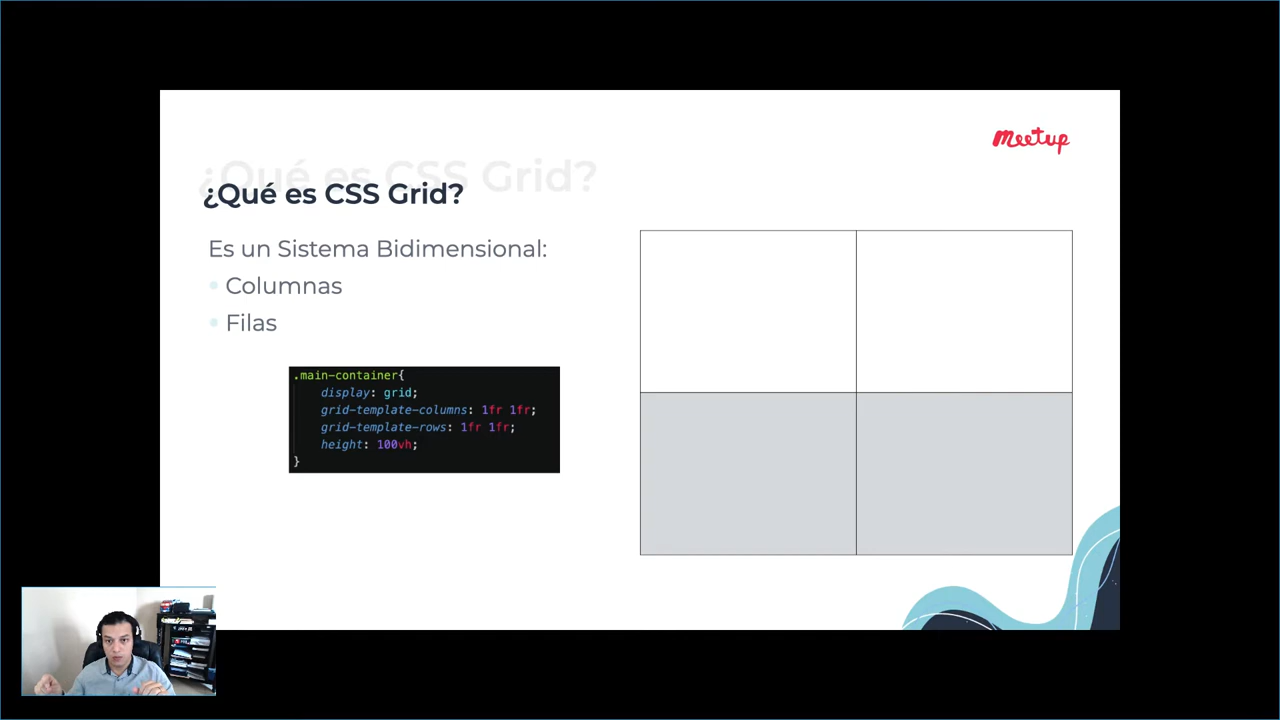 meetup
¿Qué es CSS Grid?
¿Qué es CSS Grid?
Es un Sistema Bidimensional:
Columnas
Filas
.main-container{
display: grid;
grid-template-columns: 1fr 1fr;
grid-template-rows: 1fr 1fr;
height: 100vh;
}